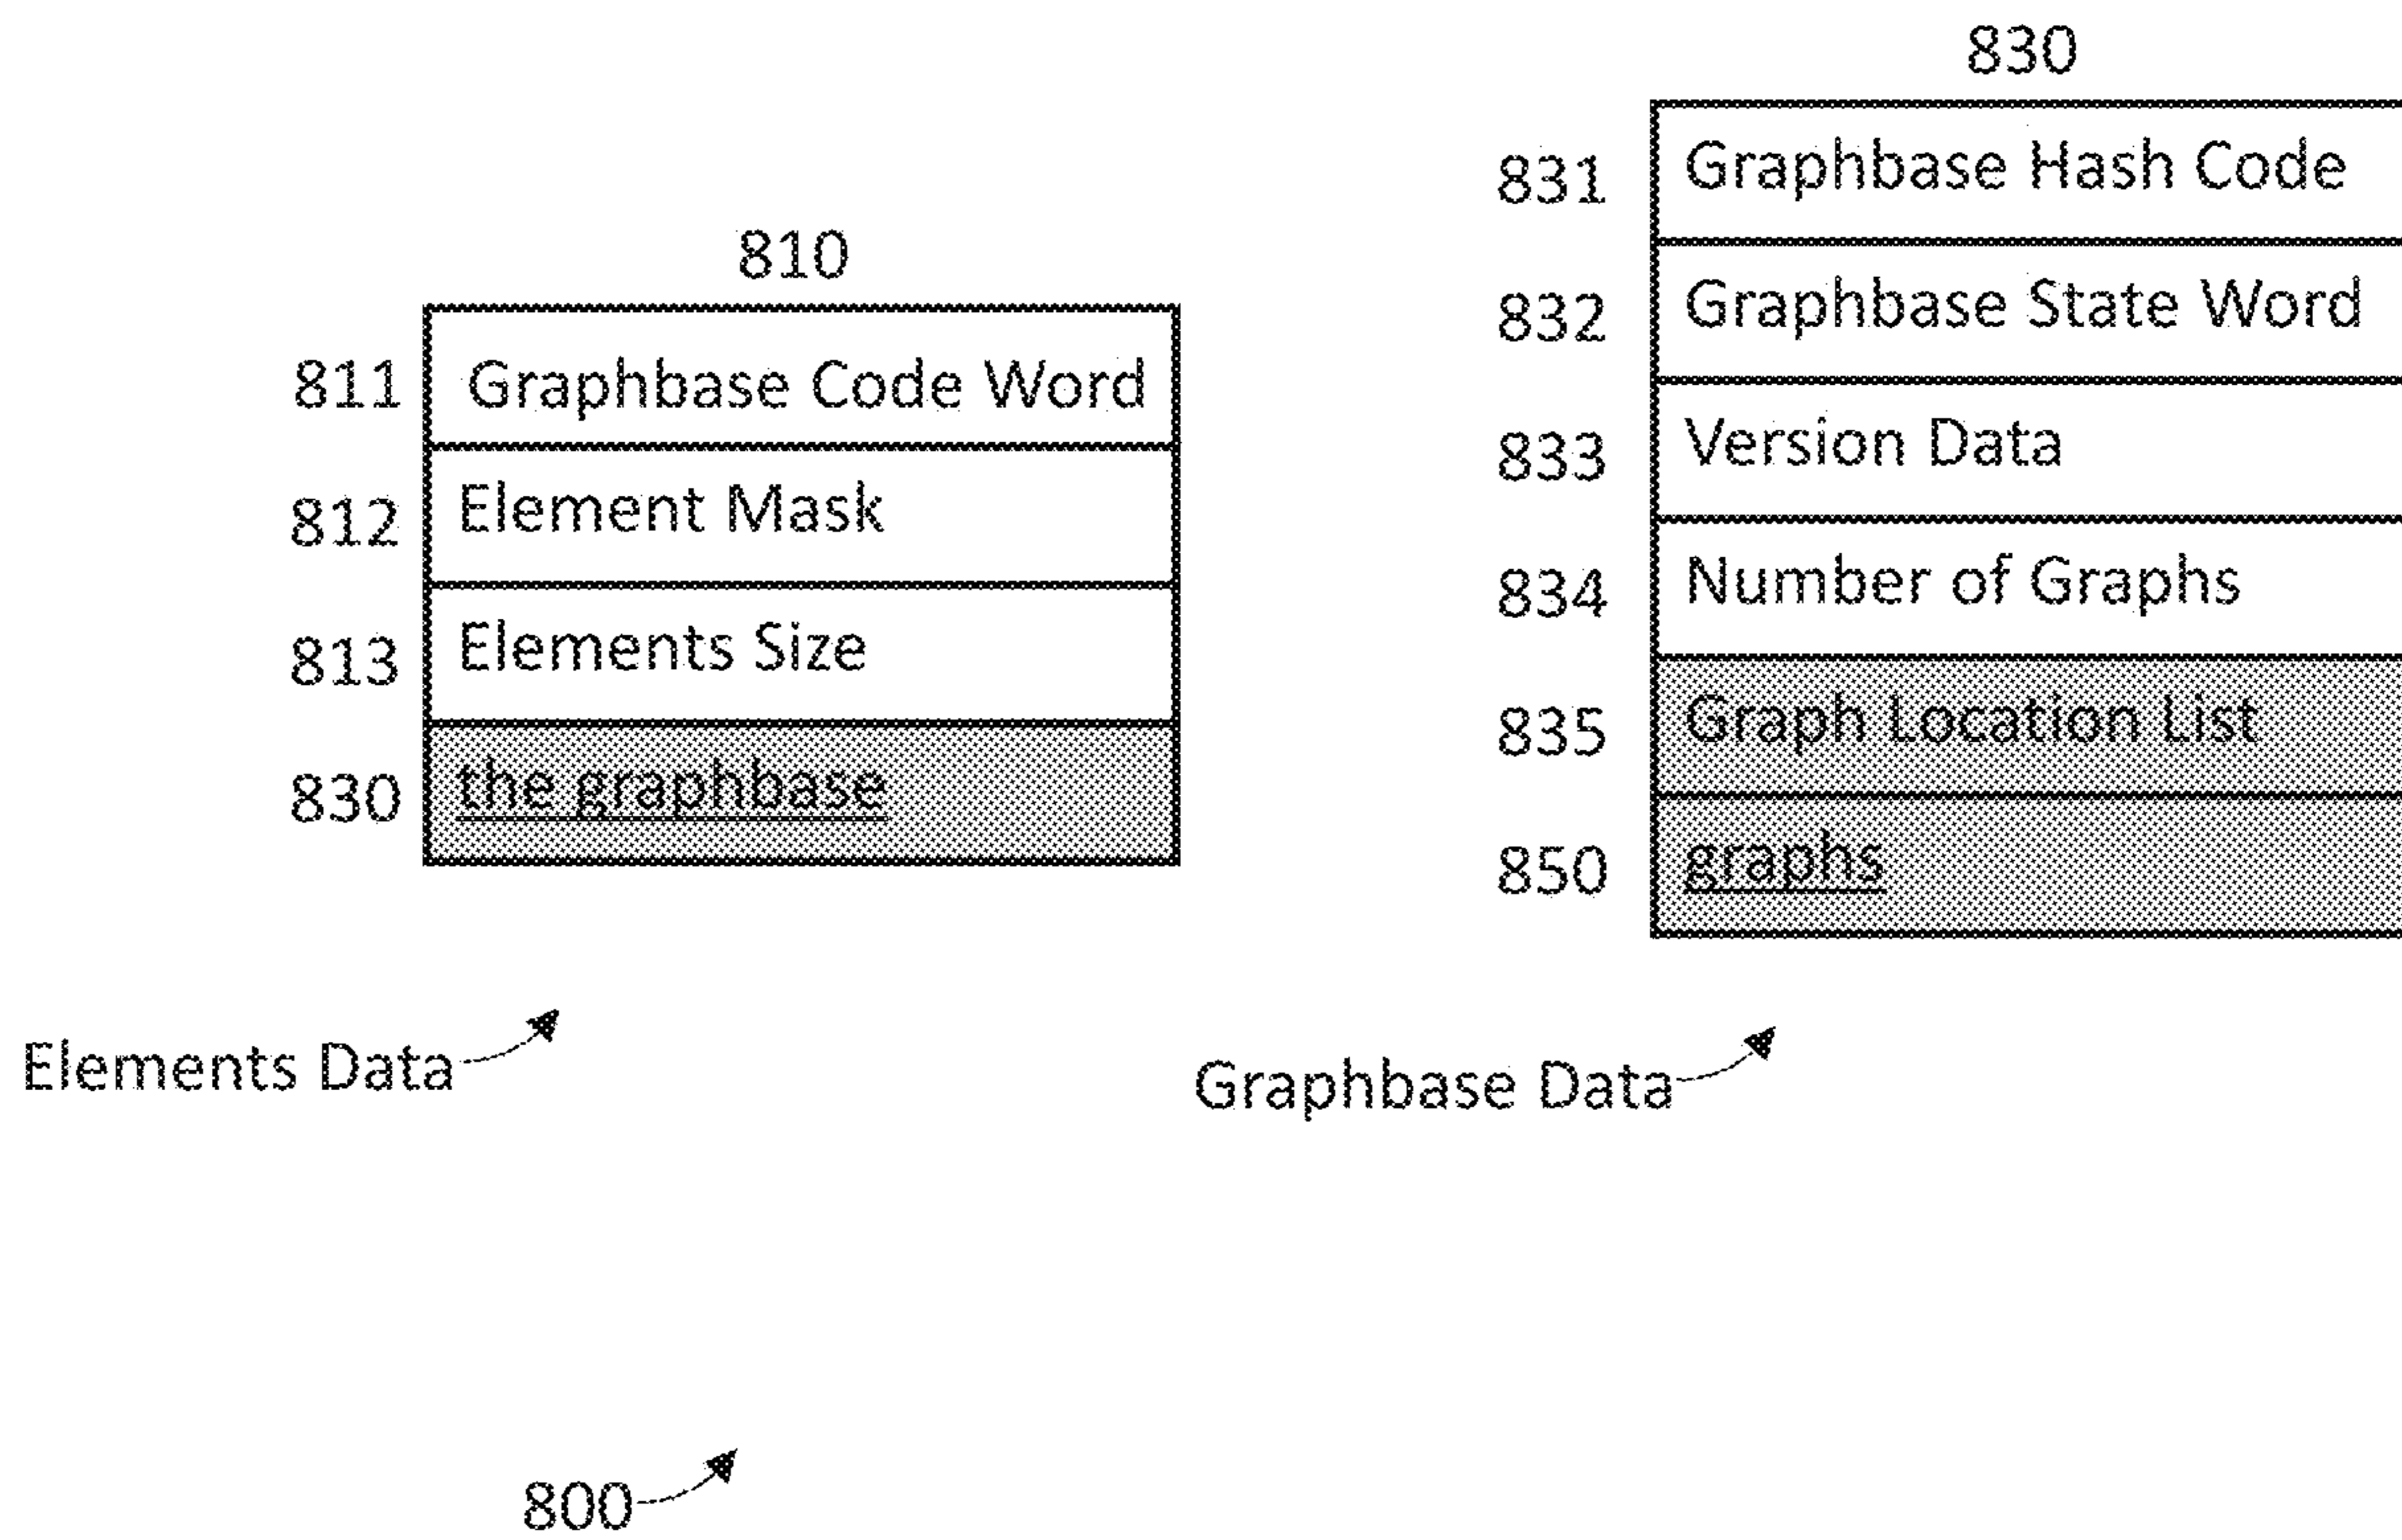 810
811 Graphbase Code Word
812 Element Mask
813 Elements Size
830 the graphbase
Elements Data
830
831 Graphbase Hash Code
832 Graphbase State Word
833 Version Data
834 Number of Graphs
835 Graph Location List
850 graphs
Graphbase Data
800